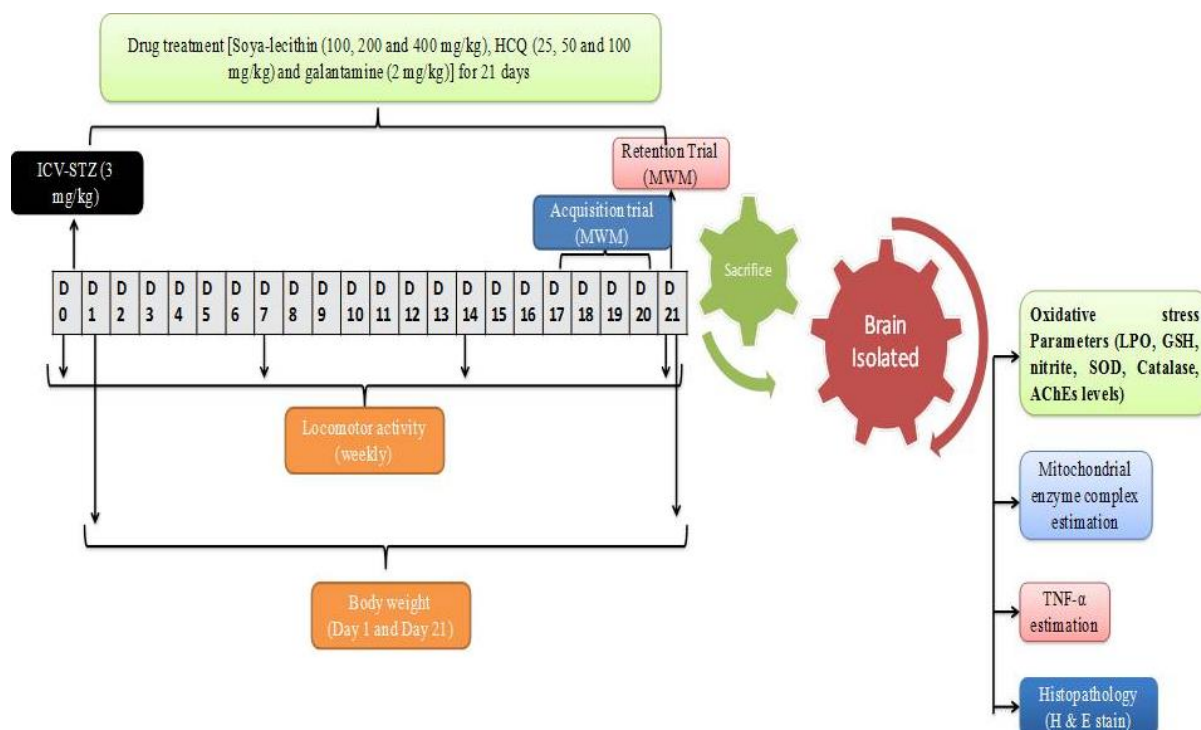 Drug treatment [Soya-lecithin (100, 200 and 400 mg/kg), HCQ (25, 50 and 100
mg/kg) and galantamine (2 mg/kg)] for 21 days
ICV-STZ (3
mg/kg)
Retention Trial
(MWM)
Acquisition trial
(MWM)
D D D D D D D D D D D D D D D D D D D D D D
0 1 2 3 4 5 6 7 8 9 10 11 12 13 14 15 16 17 18 19 20 21
Locomotor activity
(weekly)
Body weight
(Day 1 and Day 21)
Sacrifice
Brain
Isolated
Oxidative stress
Parameters (LPO, GSH,
nitrite, SOD, Catalase,
AChEs levels)
Mitochondrial
enzyme complex
estimation
TNF-α
estimation
Histopathology
(H & E stain)